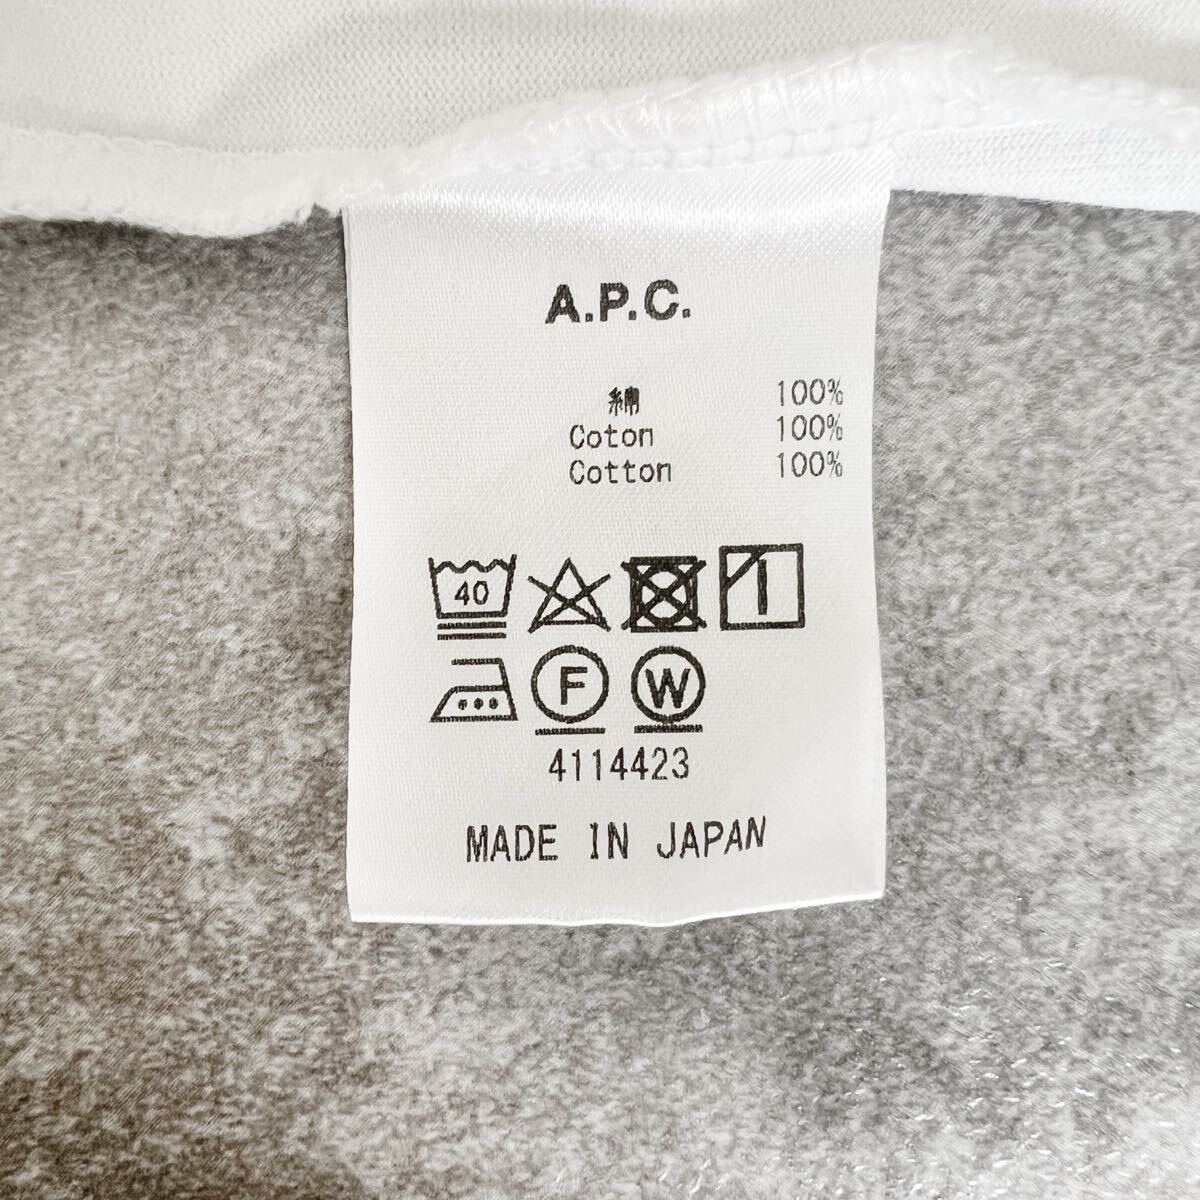 A.P.C.
綿 100%
Coton 100%
Cotton 100%
40
F W
4114423
MADE IN JAPAN